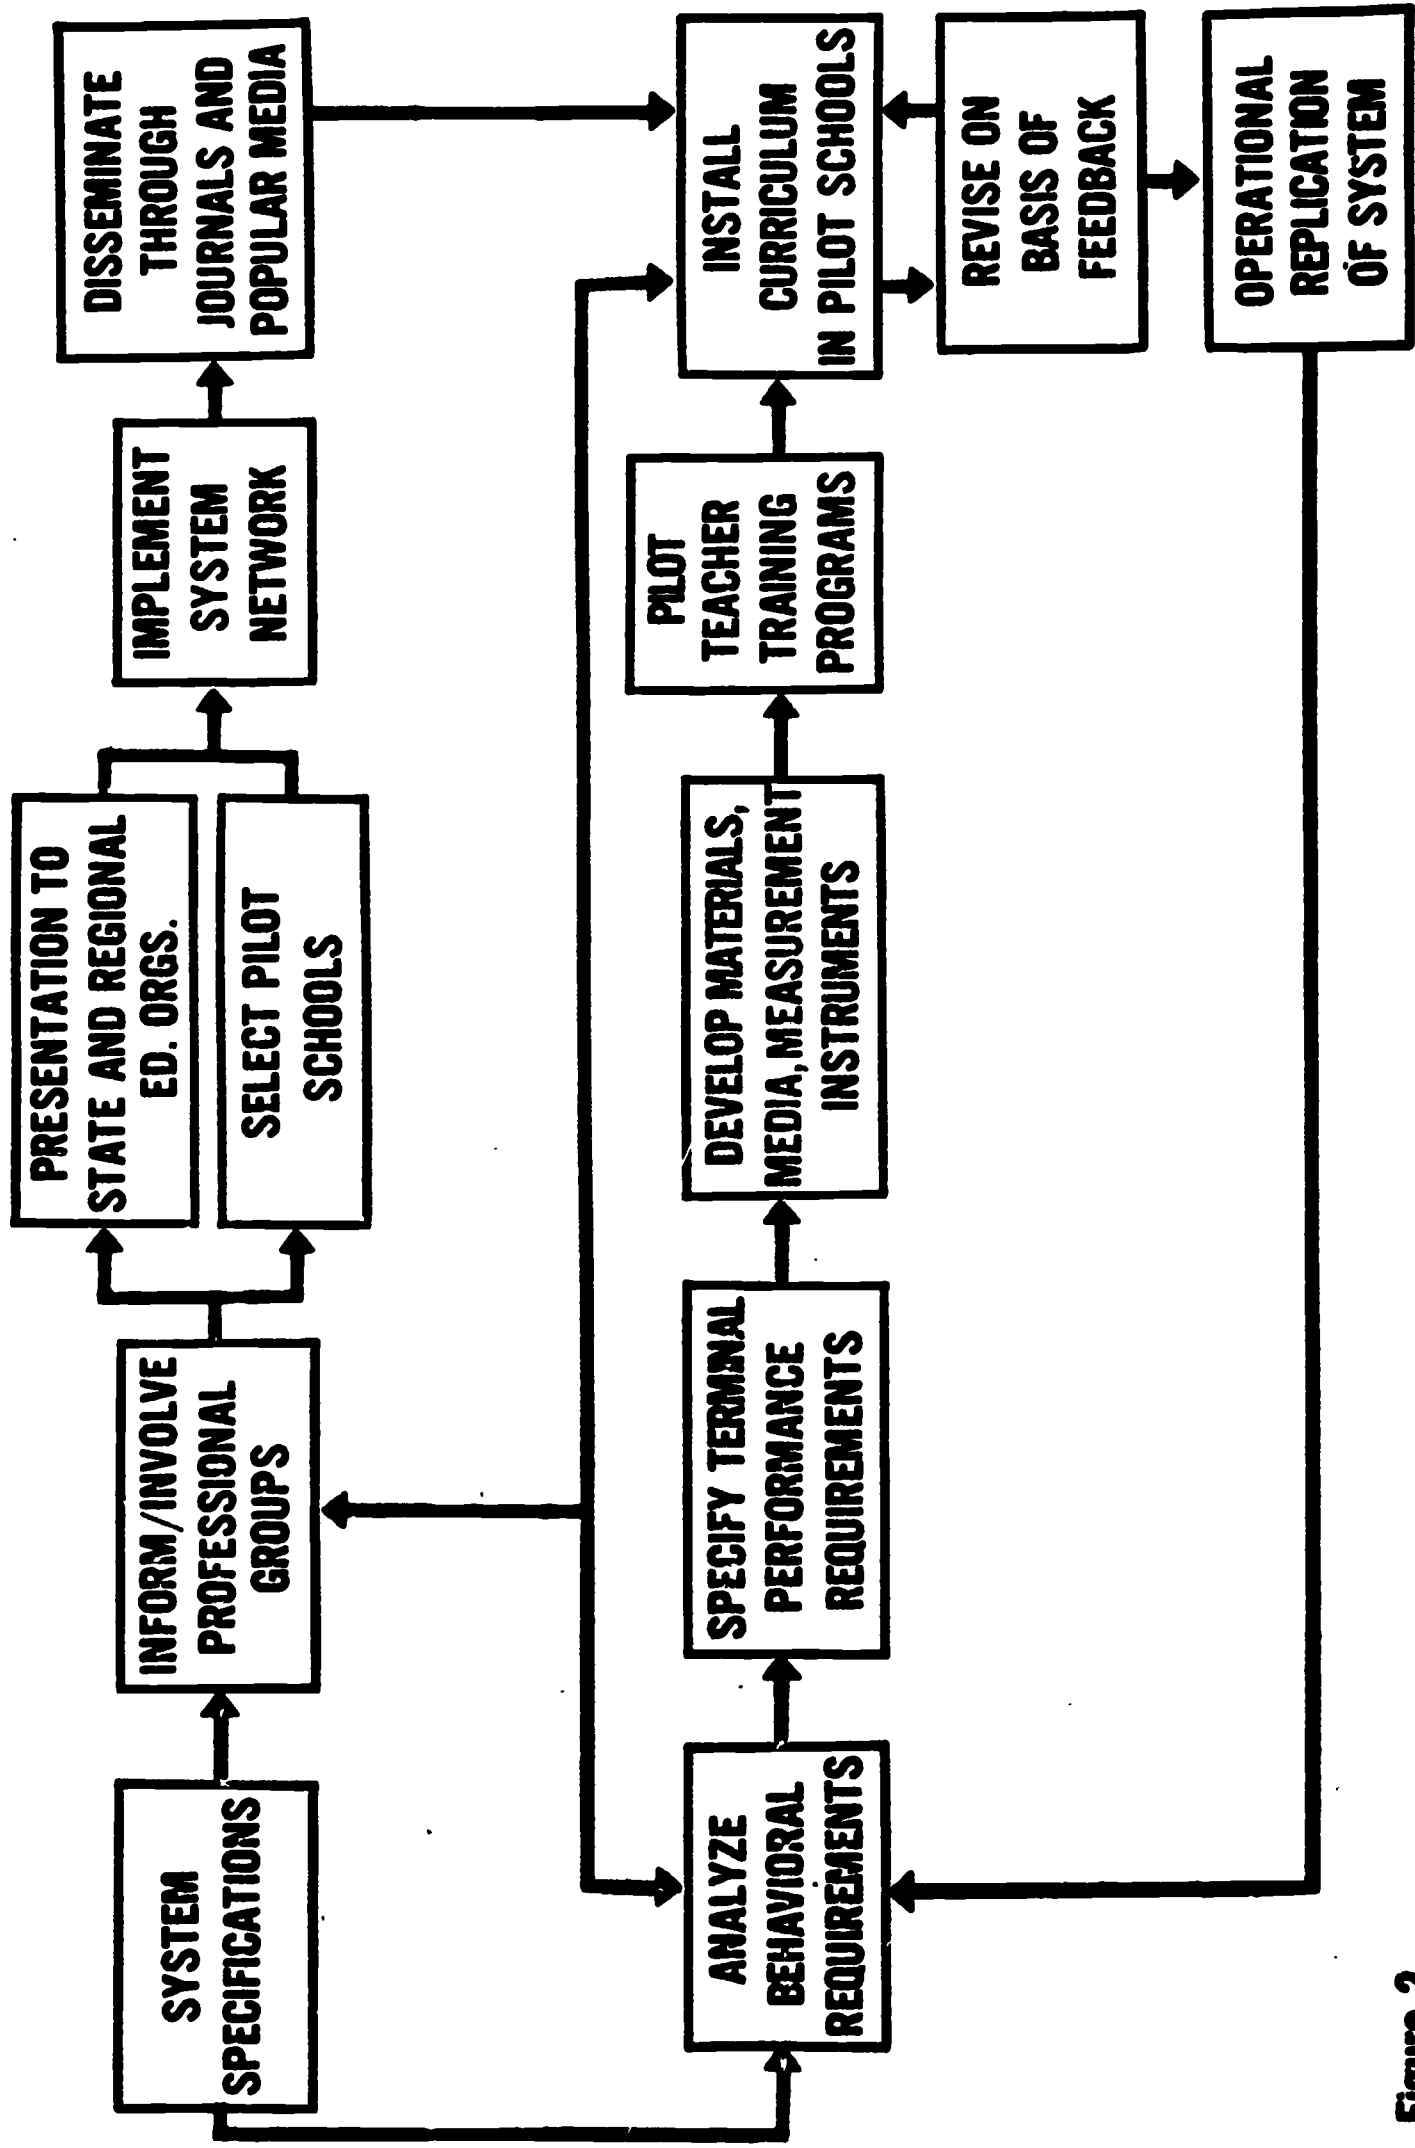 SYSTEM
SPECIFICATIONS
INFORM/INVOLVE
PROFESSIONAL
GROUPS
PRESENTATION TO
STATE AND REGIONAL
ED. ORGS.
SELECT PILOT
SCHOOLS
IMPLEMENT
SYSTEM
NETWORK
DISSEMINATE
THROUGH
JOURNALS AND
POPULAR MEDIA
ANALYZE
BEHAVIORAL
REQUIREMENTS
SPECIFY TERMINAL
PERFORMANCE
REQUIREMENTS
DEVELOP MATERIALS,
MEDIA, MEASUREMENT
INSTRUMENTS
PILOT
TEACHER
TRAINING
PROGRAMS
INSTALL
CURRICULUM
IN PILOT SCHOOLS
REVISE ON
BASIS OF
FEEDBACK
OPERATIONAL
REPLICATION
OF SYSTEM
Figure 2